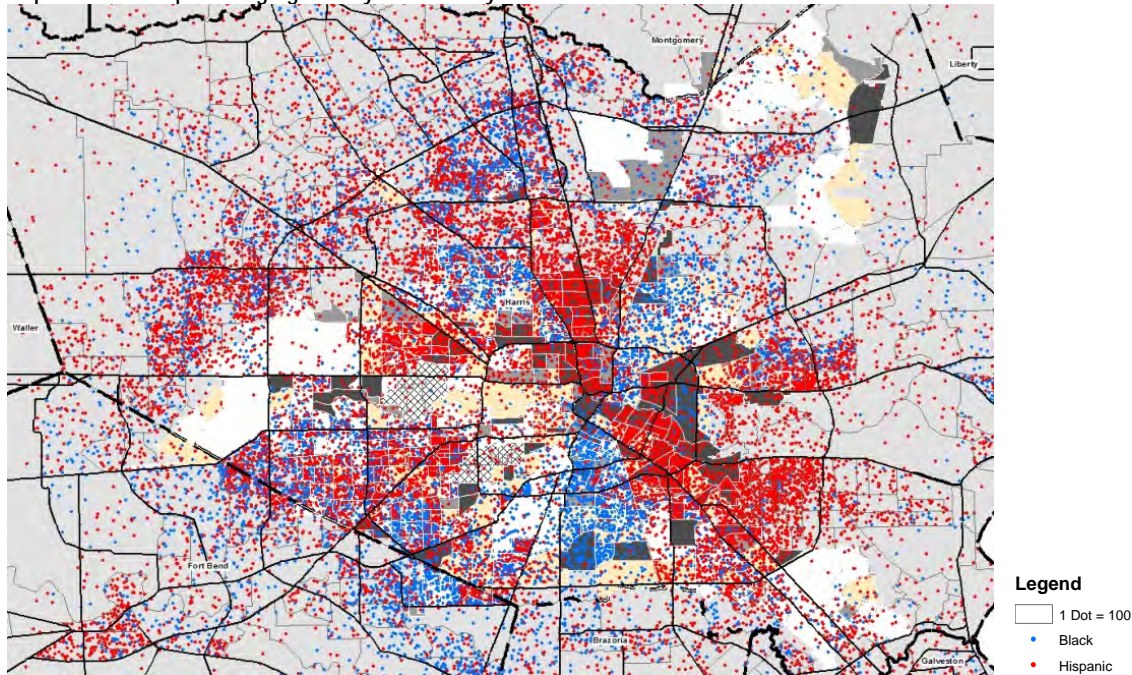 Montgomery
Liberty
Harris
Waller
Fort Bend
Brazoria
Galveston
Legend
1 Dot = 100
Black
Hispanic